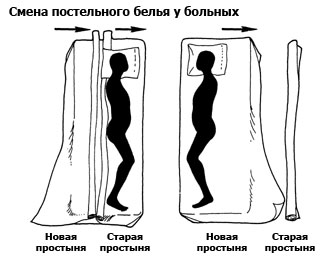 Смена постельного белья у больных
Новая простыня
Старая простыня
Новая простыня
Старая простыня